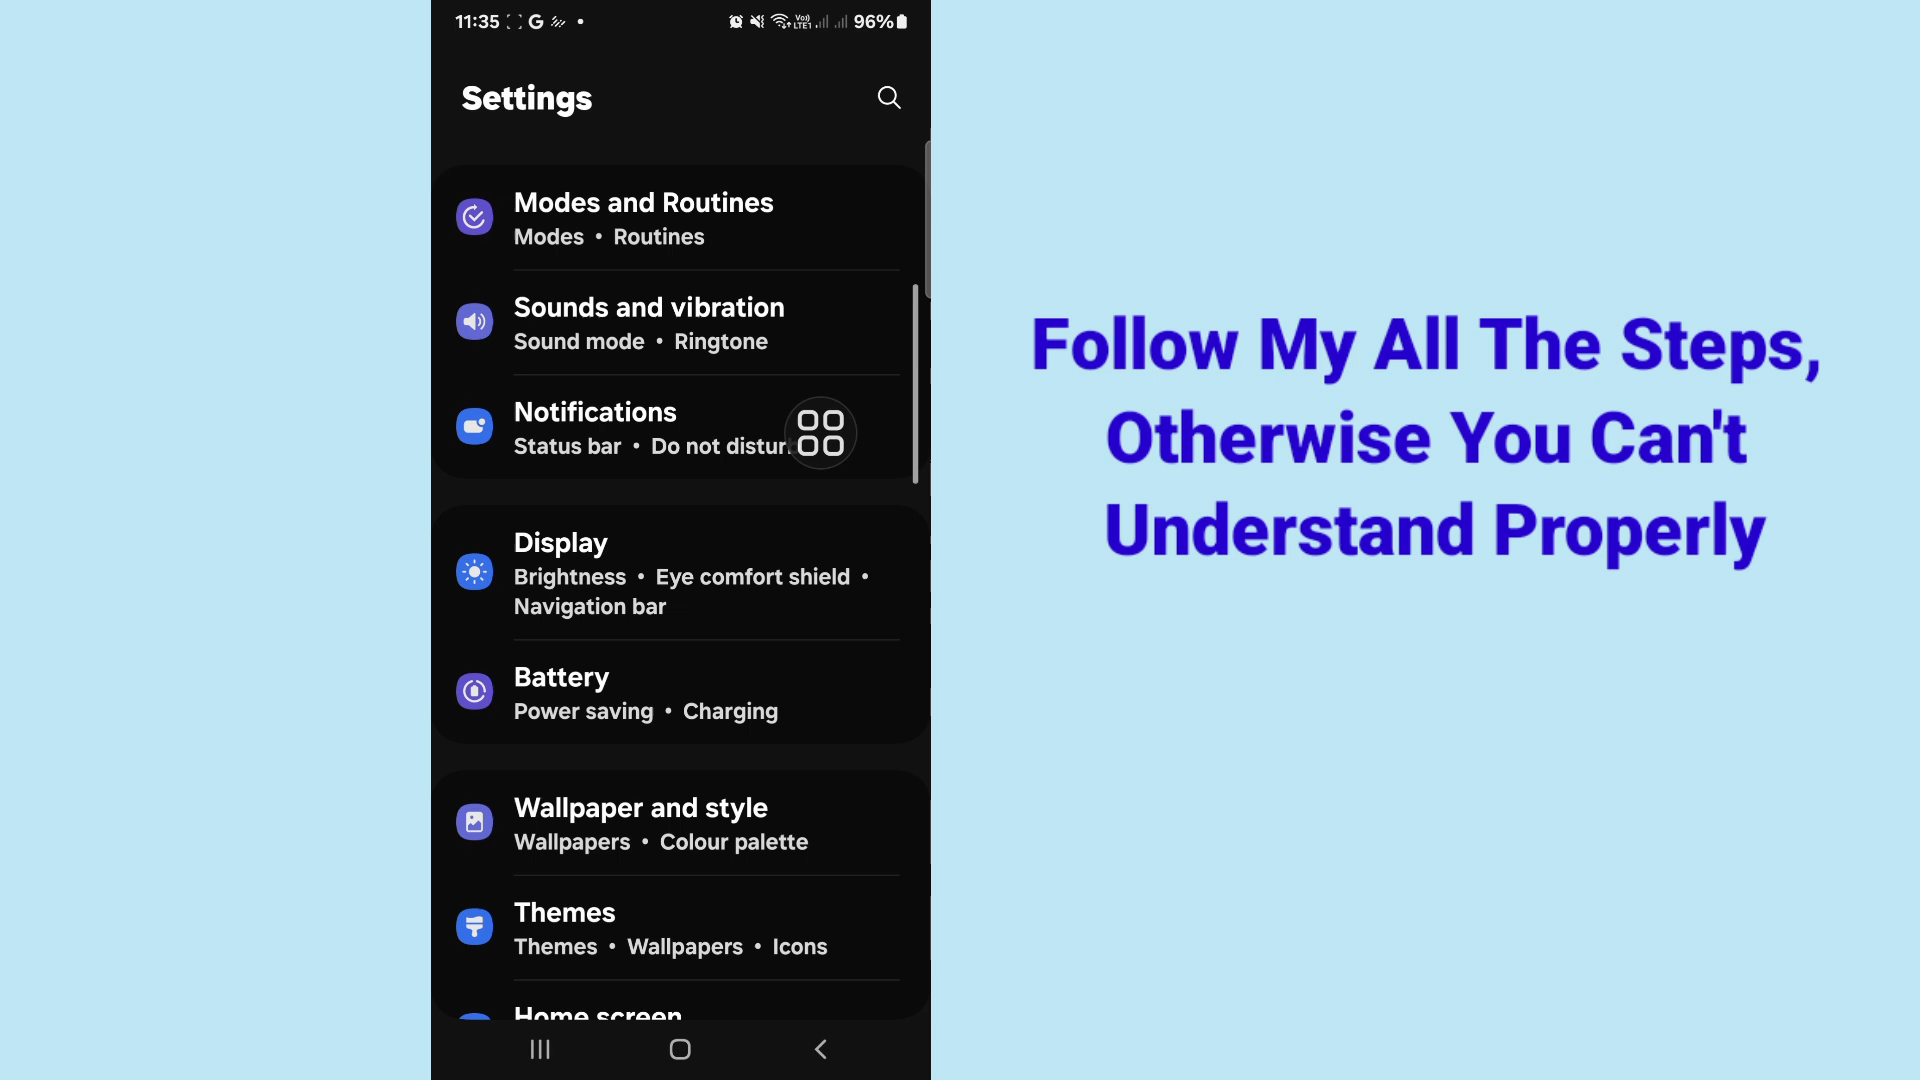 11:35 G 96%
Settings
Modes and Routines
Modes • Routines
Sounds and vibration
Sound mode • Ringtone
Notifications
Status bar • Do not
Display
Brightness • Eye comfort shield •
Navigation bar
Battery
Power saving • Charging
Wallpaper and style
Wallpapers • Colour palette
Themes
Themes • Wallpapers • Icons
Home screen
Follow My All The Steps,
Otherwise You Can't
Understand Properly